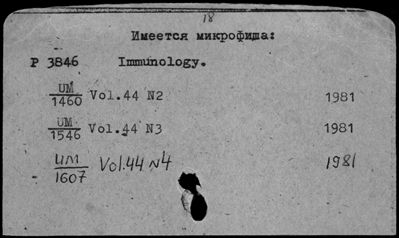 18
Имеется микрофиша:
P 3846 Immunology.
UM/1460 Vol.44 N2 1981
UM/1546 Vol.44 N3 1981
UM/1607 Vol.44 N4 1981